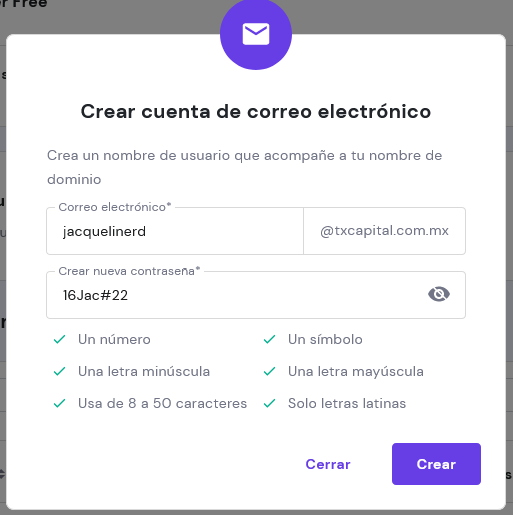 r Free
Crear cuenta de correo electrónico
Crea un nombre de usuario que acompañe a tu nombre de
dominio
Correo electrónico*
jacquelinerd @txcapital.com.mx
Crear nueva contraseña*
16Jac#22
Un número Un símbolo
Una letra minúscula Una letra mayúscula
Usa de 8 a 50 caracteres Solo letras latinas
Cerrar Crear